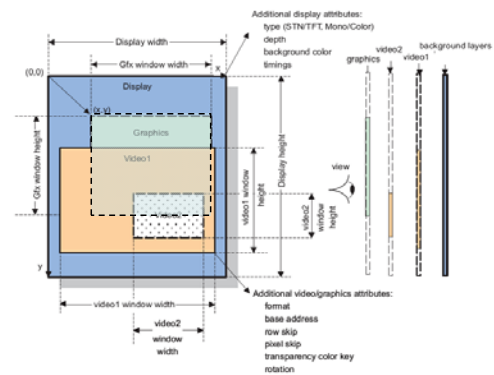 Additional display attributes:
type (STN/TFT, Mono/Color)
depth
background color
timings
Display width
Gfx window width
x
(0,0)
Display
(x,y)
Graphics
Video1
Video2
y
Gfx window height
video1 window
height
Display height
video2
window
height
view
graphics
video2
video1
background layers
video1 window width
video2
window
width
Additional video/graphics attributes:
format
base address
row skip
pixel skip
transparency color key
rotation